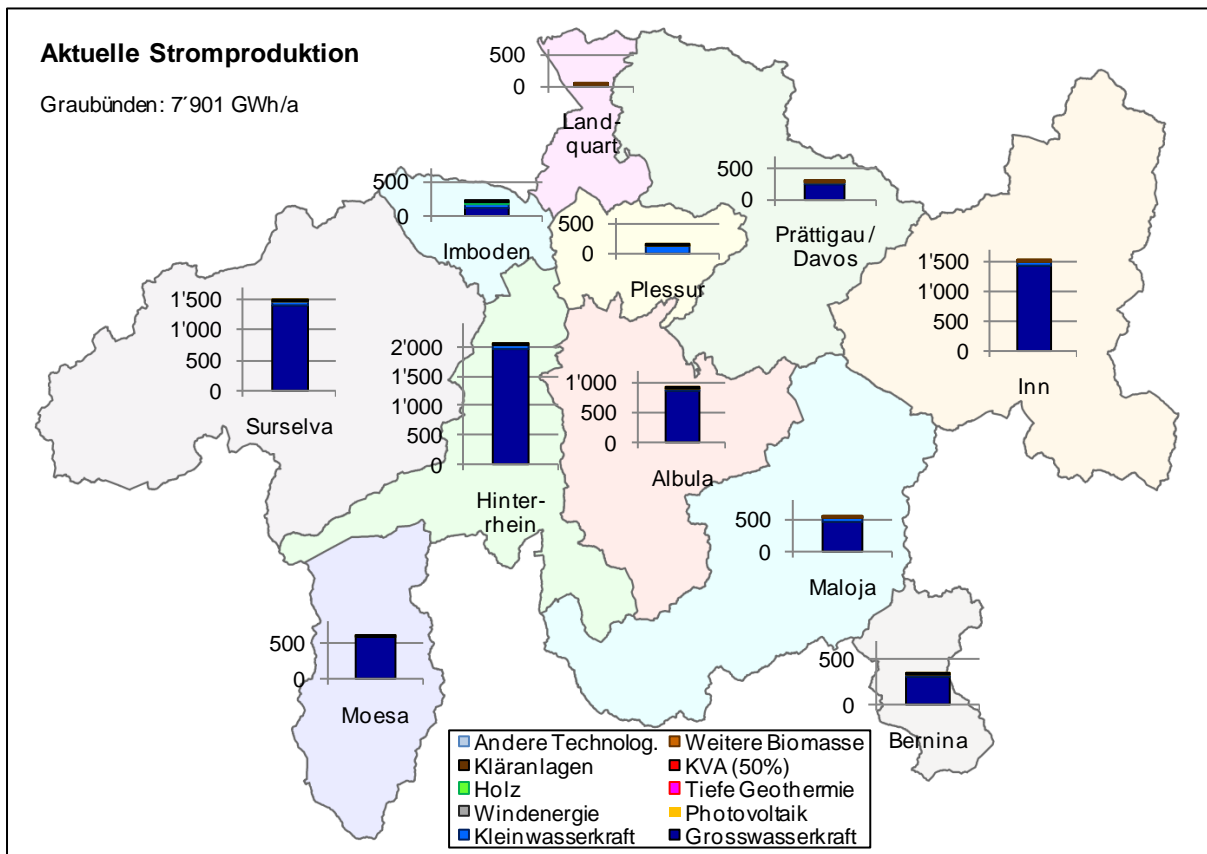 Aktuelle Stromproduktion
Graubünden: 7´901 GWh/a
500
0
Land-
quart
500
0
Imboden
500
0
Plessur
500
0
Prättigau/
Davos
1'500
1'000
500
0
Inn
1'500
1'000
500
0
Surselva
2'000
1'500
1'000
500
0
Hinter-
rhein
1'000
500
0
Albula
500
0
Maloja
500
0
Moesa
500
0
Bernina
Andere Technolog.
Weitere Biomasse
Kläranlagen
KVA (50%)
Holz
Tiefe Geothermie
Windenergie
Photovoltaik
Kleinwasserkraft
Grosswasserkraft